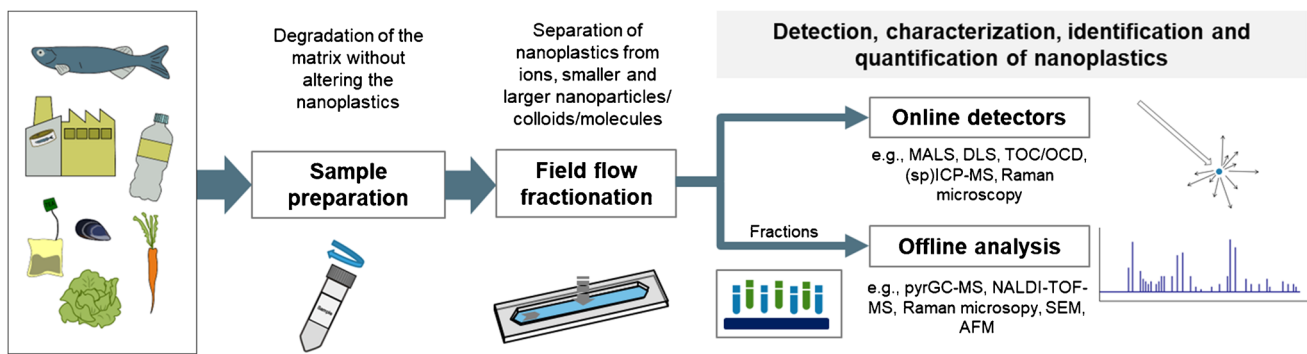 Degradation of the
matrix without
altering the
nanoplastics
Sample
preparation
Sample
Separation of
nanoplastics from
ions, smaller and
larger nanoparticles/
colloids/molecules
Field flow
fractionation
Detection, characterization, identification and
quantification of nanoplastics
Online detectors
e.g., MALS, DLS, TOC/OCD,
(sp)ICP-MS, Raman
microscopy
Fractions
Offline analysis
e.g., pyrGC-MS, NALDI-TOF-
MS, Raman microscopy, SEM,
AFM